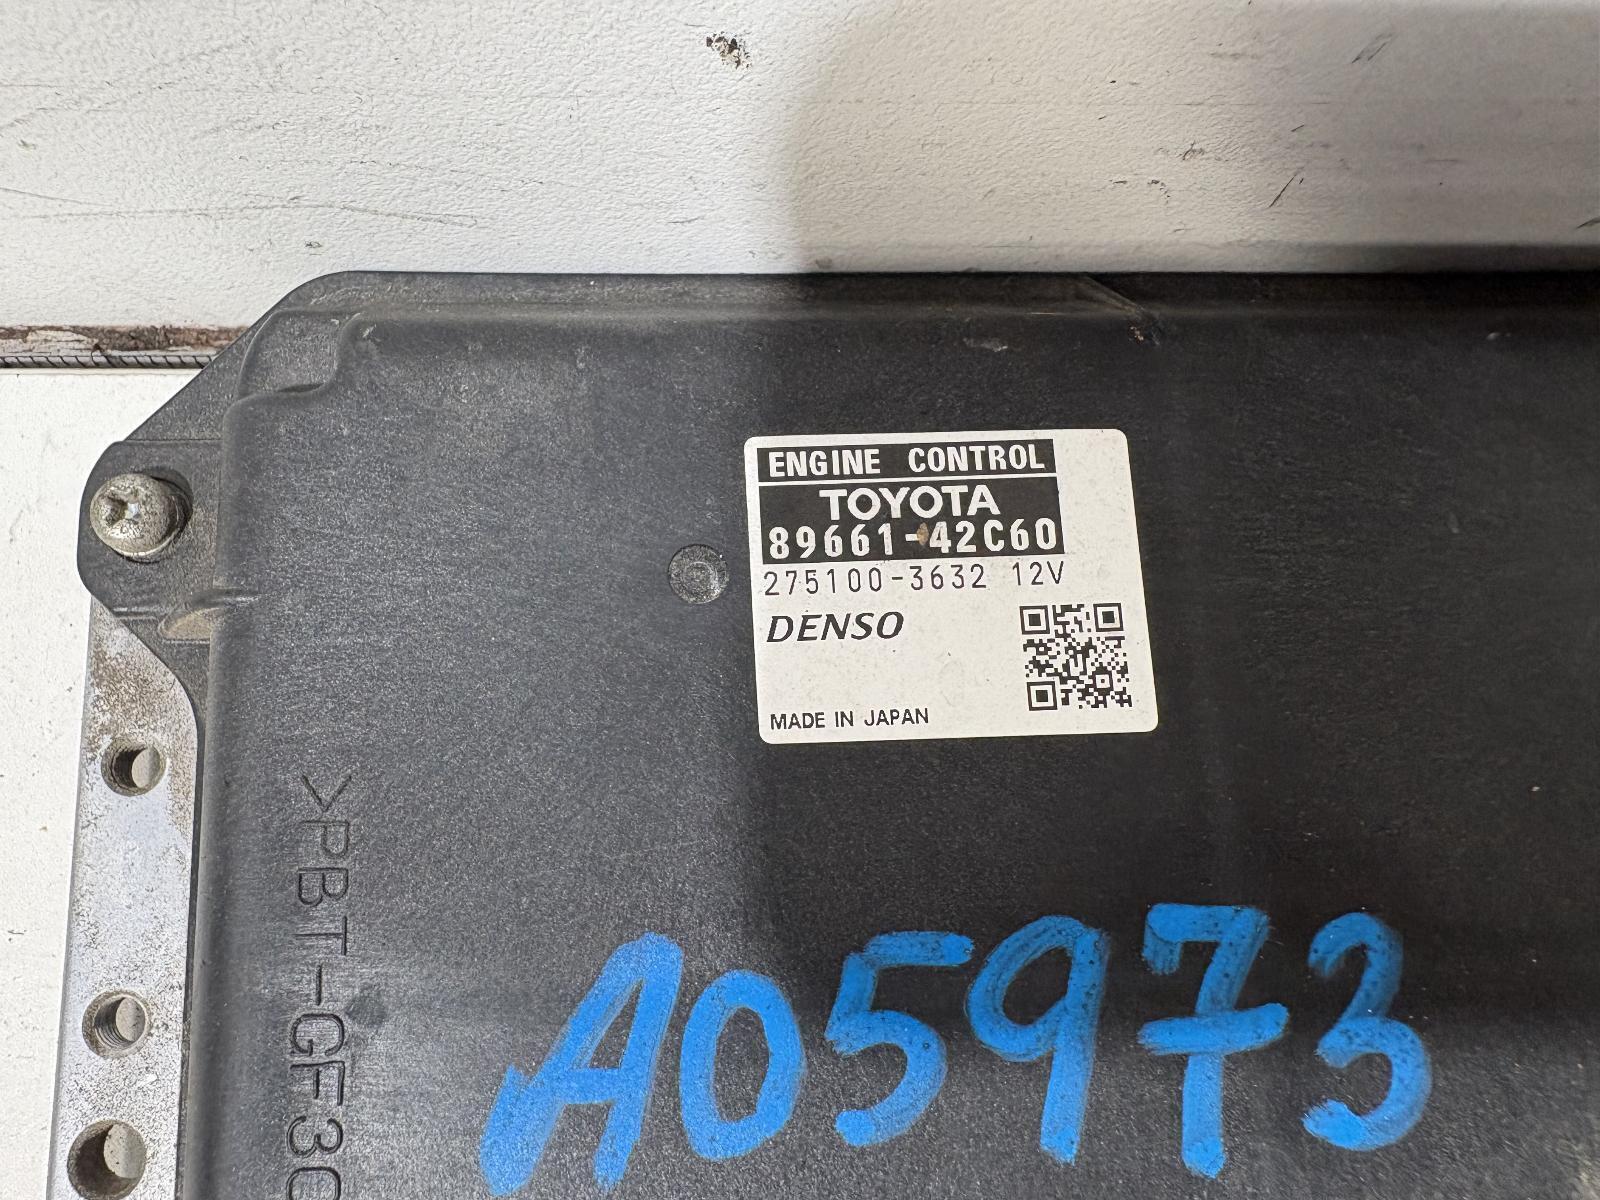 ENGINE CONTROL
TOYOTA
89661-42C60
275100-3632 12V
DENSO
MADE IN JAPAN
>PBT-GF30
A05973